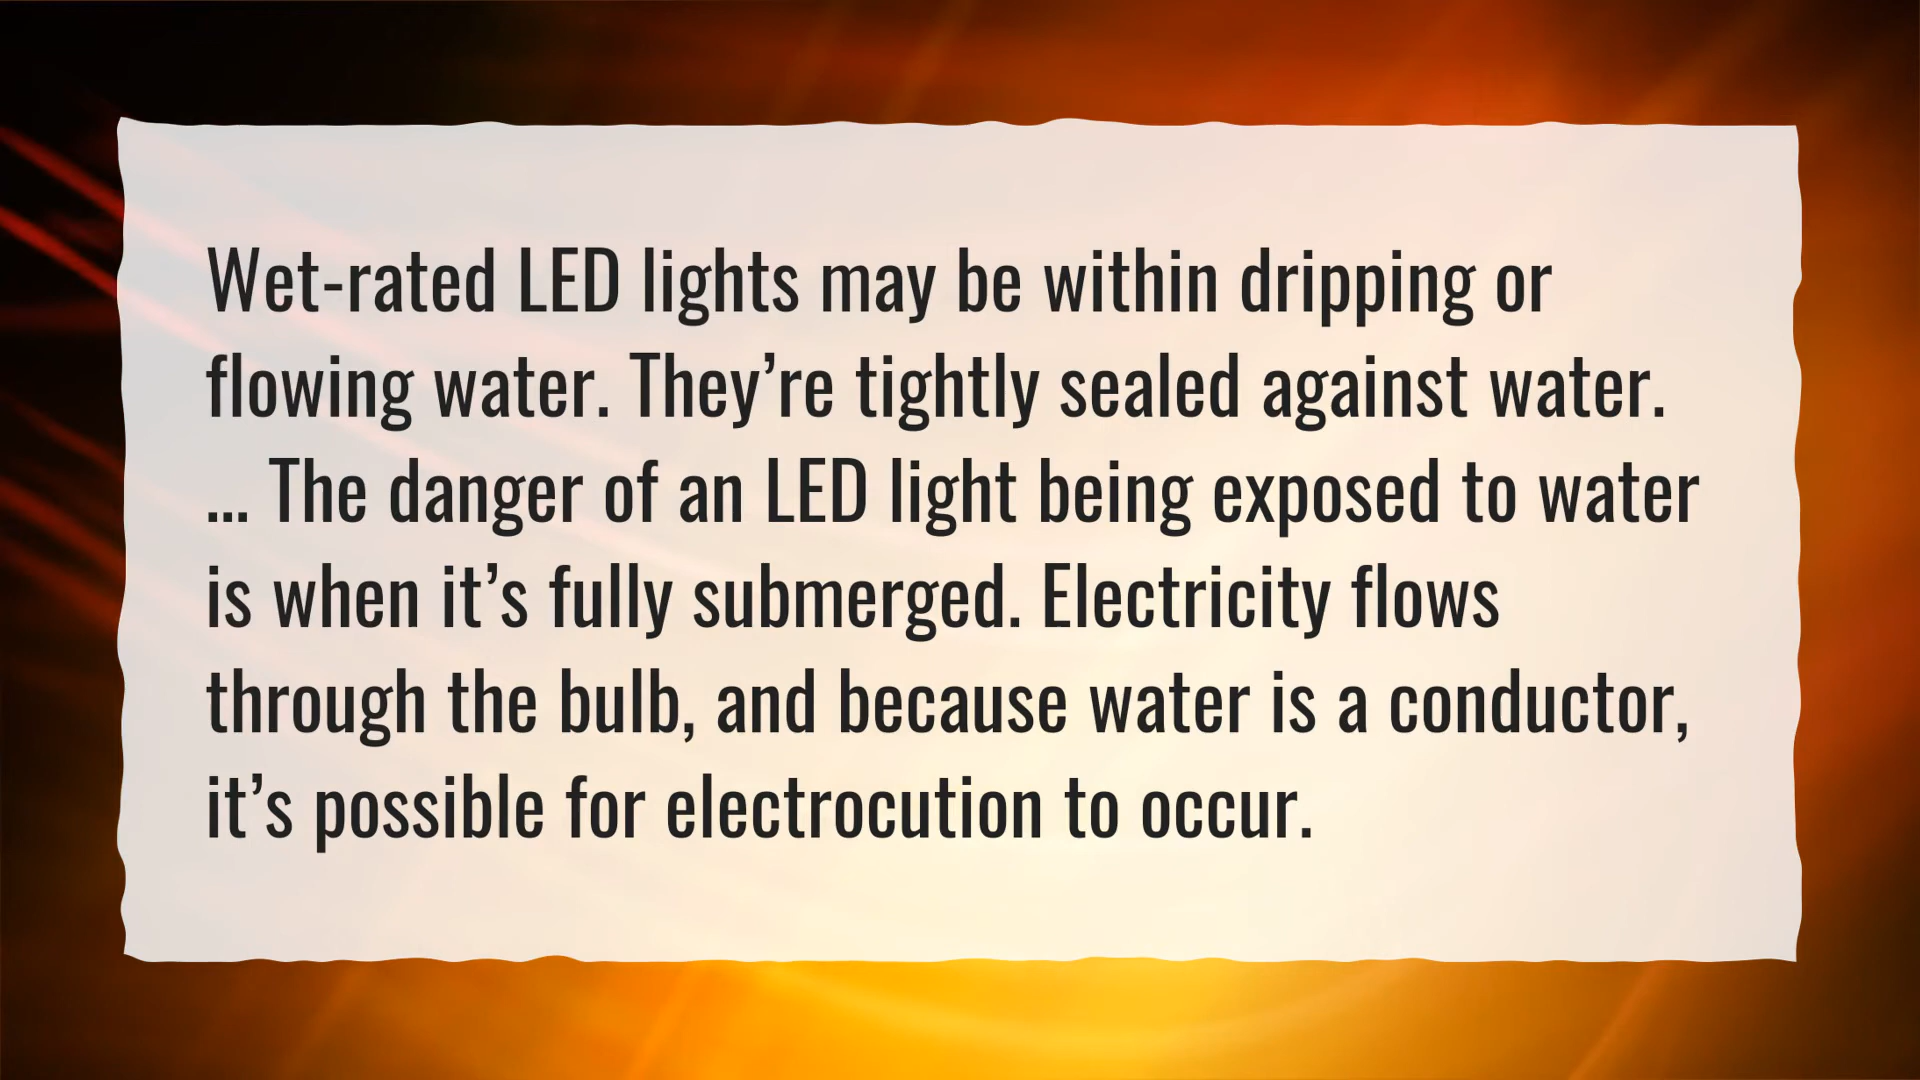 Wet-rated LED lights may be within dripping or
flowing water. They’re tightly sealed against water.
... The danger of an LED light being exposed to water
is when it’s fully submerged. Electricity flows
through the bulb, and because water is a conductor,
it’s possible for electrocution to occur.